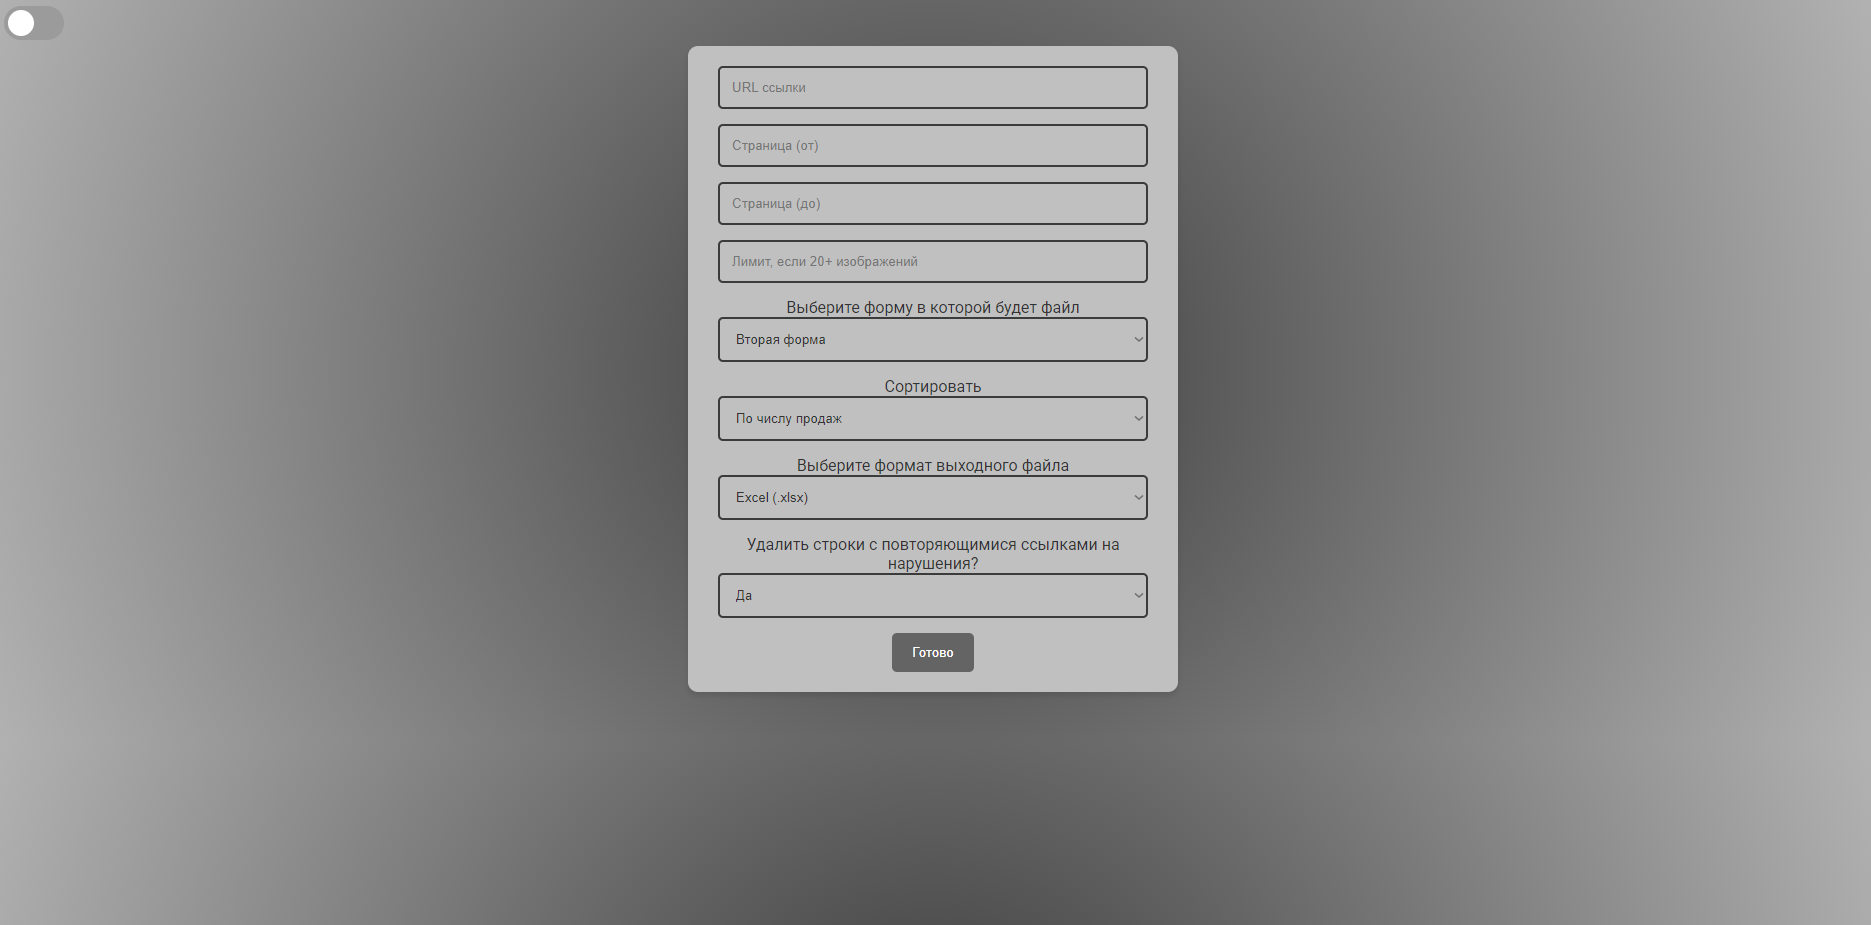 URL ссылки
Страница (от)
Страница (до)
Лимит, если 20+ изображений
Выберите форму в которой будет файл
Вторая форма
Сортировать
По числу продаж
Выберите формат выходного файла
Excel (.xlsx)
Удалить строки с повторяющимися ссылками на
нарушения?
Да
Готово